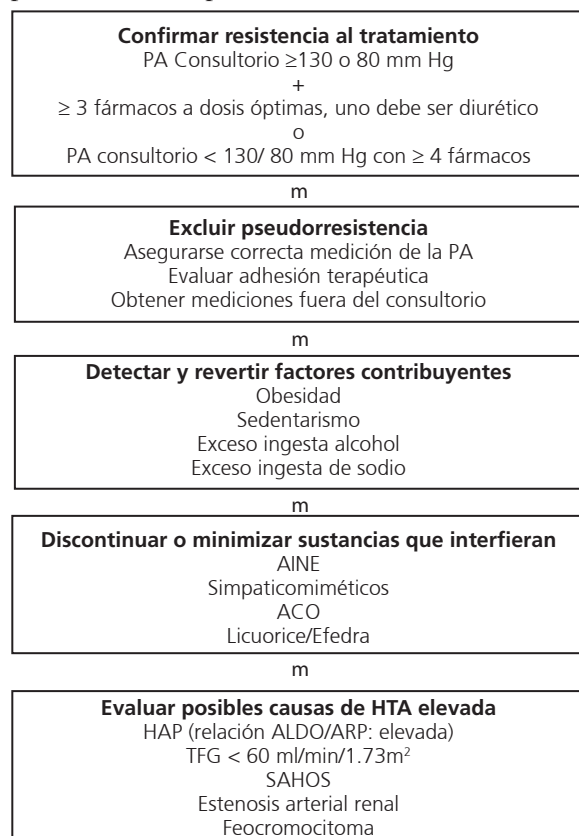 Confirmar resistencia al tratamiento
PA Consultorio ≥130 o 80 mm Hg
+
≥ 3 fármacos a dosis óptimas, uno debe ser diurético
o
PA consultorio < 130/ 80 mm Hg con ≥ 4 fármacos
m
Excluir pseudorresistencia
Asegurarse correcta medición de la PA
Evaluar adhesión terapéutica
Obtener mediciones fuera del consultorio
m
Detectar y revertir factores contribuyentes
Obesidad
Sedentarismo
Exceso ingesta alcohol
Exceso ingesta de sodio
m
Discontinuar o minimizar sustancias que interfieran
AINE
Simpaticomiméticos
ACO
Licuorice/Efedra
m
Evaluar posibles causas de HTA elevada
HAP (relación ALDO/ARP: elevada)
TFG < 60 ml/min/1.73m²
SAHOS
Estenosis arterial renal
Feocromocitoma